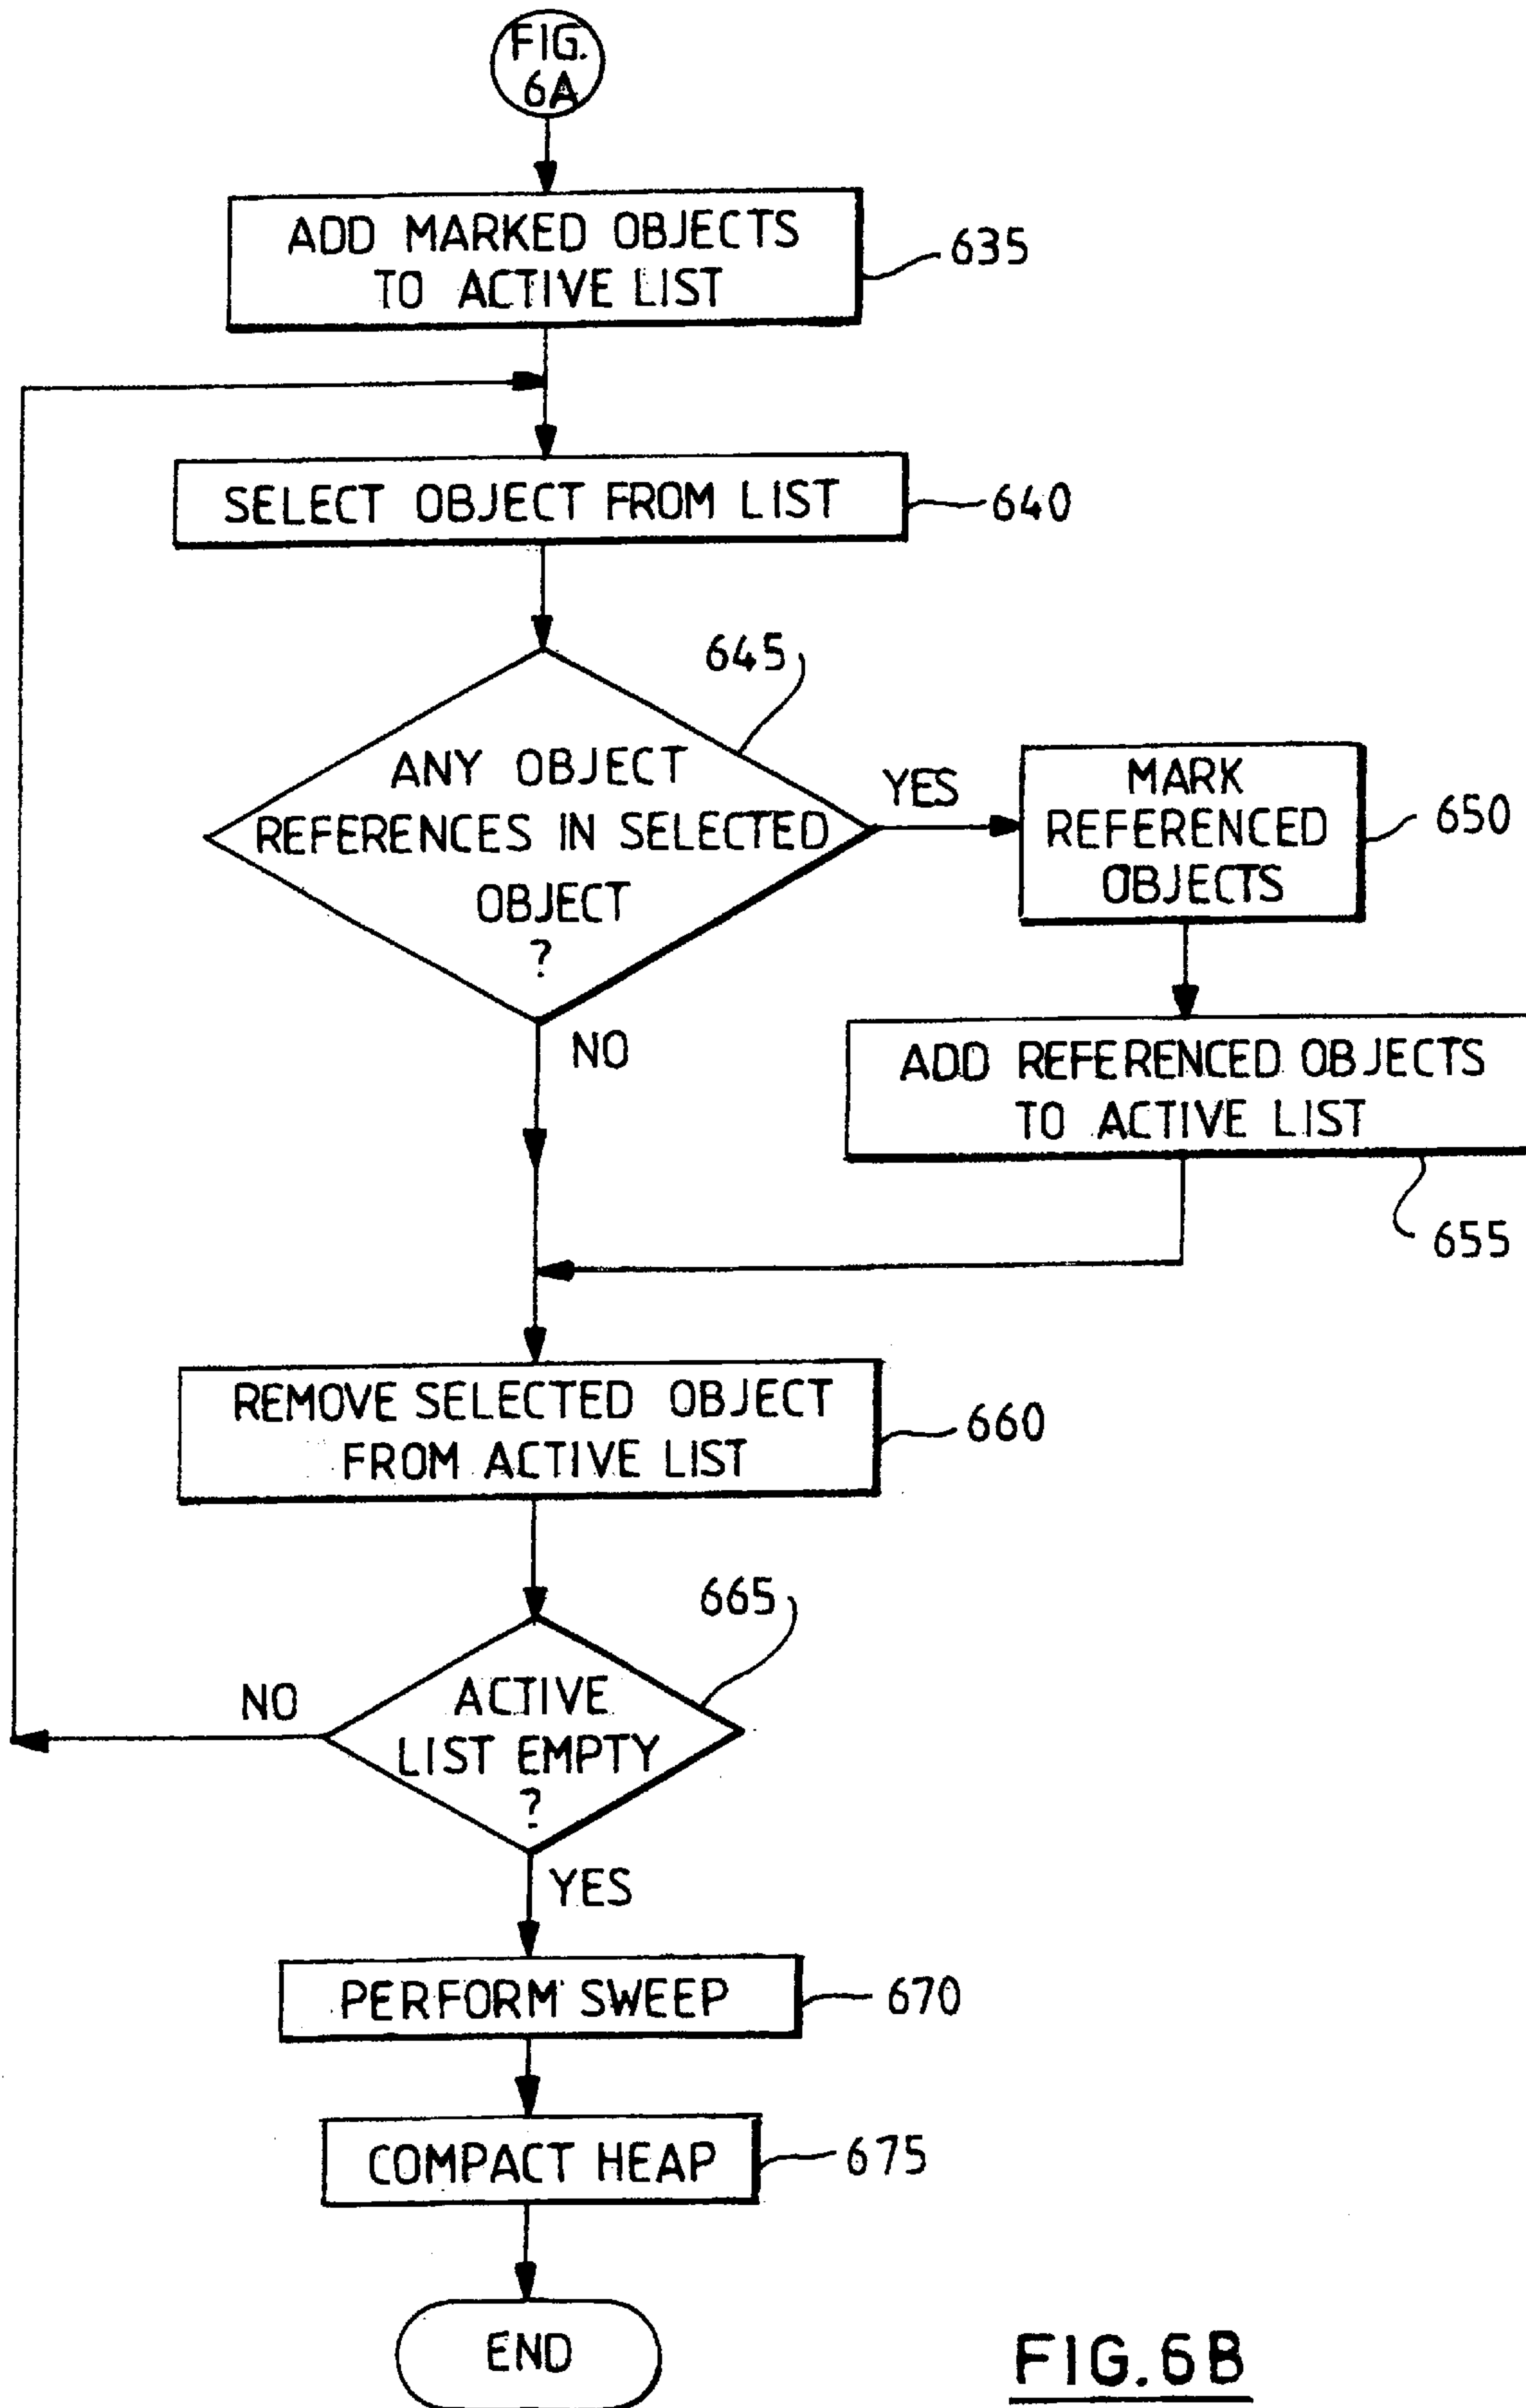 FIG.
6A
ADD MARKED OBJECTS
TO ACTIVE LIST
635
SELECT OBJECT FROM LIST
640
645
ANY OBJECT
REFERENCES IN SELECTED
OBJECT
?
YES
MARK
REFERENCED
OBJECTS
650
NO
ADD REFERENCED OBJECTS
TO ACTIVE LIST
655
REMOVE SELECTED OBJECT
FROM ACTIVE LIST
660
665
ACTIVE
LIST EMPTY
?
NO
YES
PERFORM SWEEP
670
COMPACT HEAP
675
END
FIG.6B